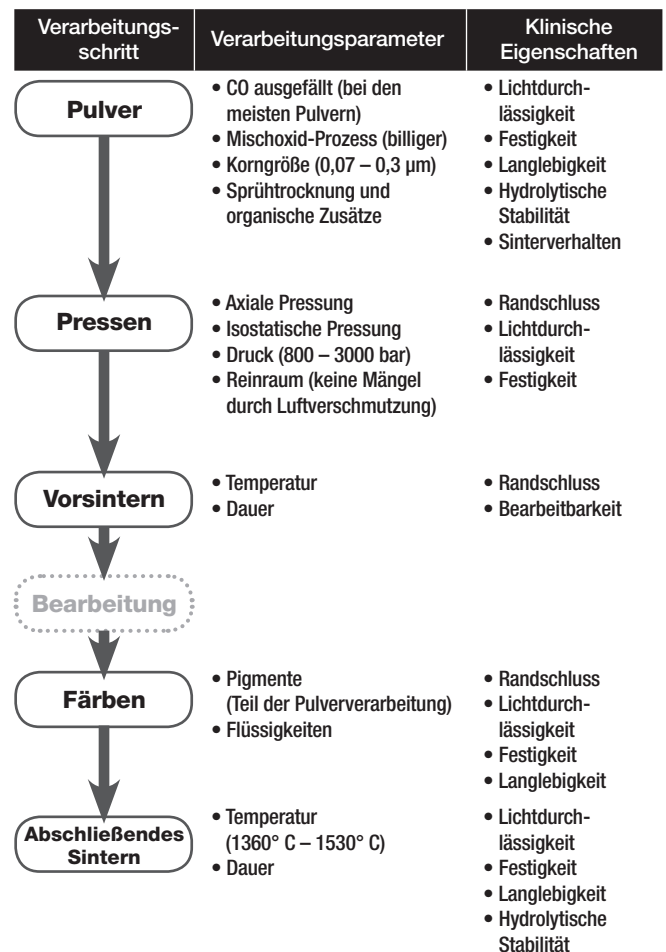 Verarbeitungs-
schritt
Verarbeitungsparameter
Klinische
Eigenschaften
Pulver
• CO ausgefällt (bei den
meisten Pulvern)
• Mischoxid-Prozess (billiger)
• Korngröße (0,07 – 0,3 µm)
• Sprühtrocknung und
organische Zusätze
• Lichtdurch-
lässigkeit
• Festigkeit
• Langlebigkeit
• Hydrolytische
Stabilität
• Sinterverhalten
Pressen
• Axiale Pressung
• Isostatische Pressung
• Druck (800 – 3000 bar)
• Reinraum (keine Mängel
durch Luftverschmutzung)
• Randschluss
• Lichtdurch-
lässigkeit
• Festigkeit
Vorsintern
• Temperatur
• Dauer
• Randschluss
• Bearbeitbarkeit
Bearbeitung
Färben
• Pigmente
(Teil der Pulververarbeitung)
• Flüssigkeiten
• Randschluss
• Lichtdurch-
lässigkeit
• Festigkeit
• Langlebigkeit
Abschließendes
Sintern
• Temperatur
(1360° C – 1530° C)
• Dauer
• Lichtdurch-
lässigkeit
• Festigkeit
• Langlebigkeit
• Hydrolytische
Stabilität